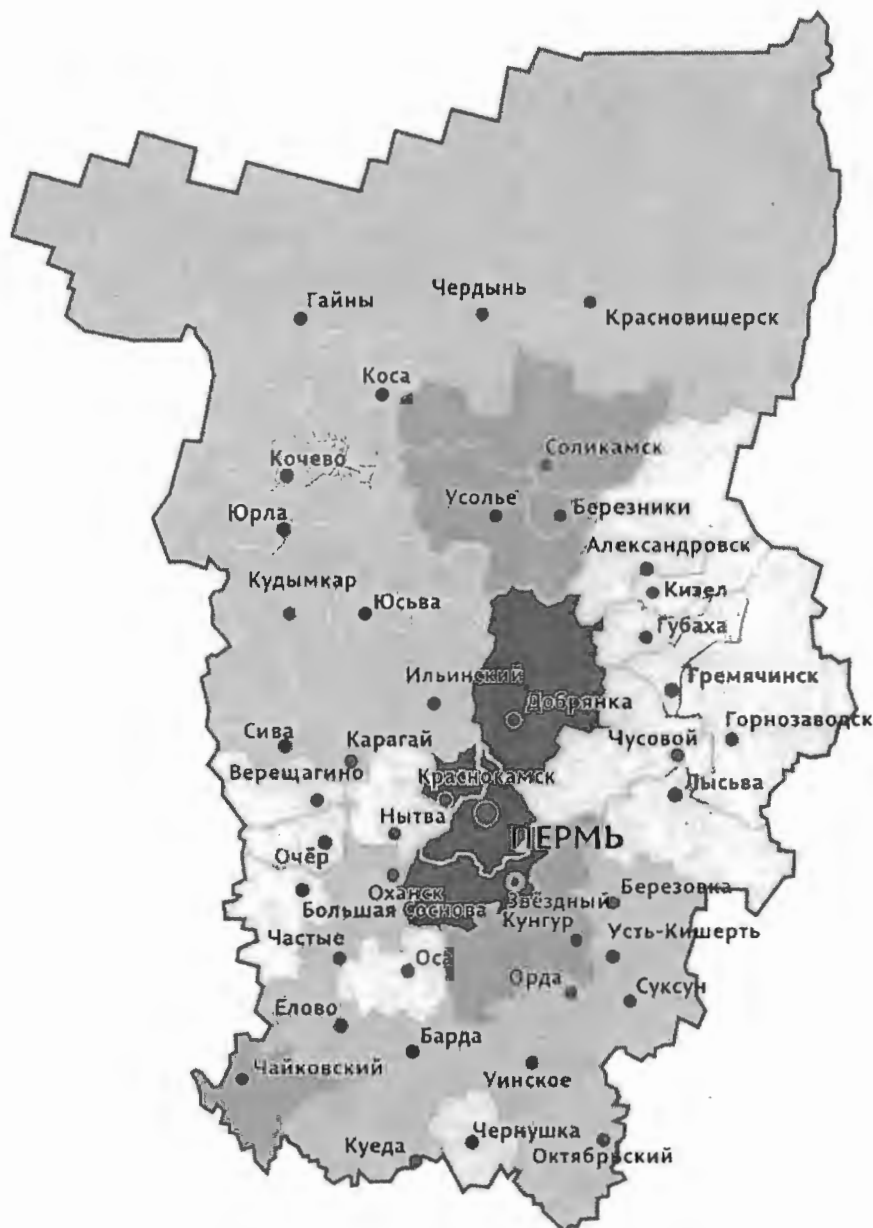 Гайны
Чердынь
Красновишерск
Коса
Соликамск
Кочево
Усолье
Березники
Юрла
Александровск
Кудымкар
Юсьва
Кизел
Губаха
Ильинский
Гремячинск
Добрянка
Горнозаводск
Сива
Карагай
Чусовой
Верещагино
Краснокамск
Лысьва
Нытва
ПЕРМЬ
Очёр
Оханск
Звёздный
Березовка
Большая Соснова
Кунгур
Частые
Усть-Кишерть
Оса
Орда
Суксун
Елово
Барда
Чайковский
Уинское
Чернушка
Куеда
Октябрьский